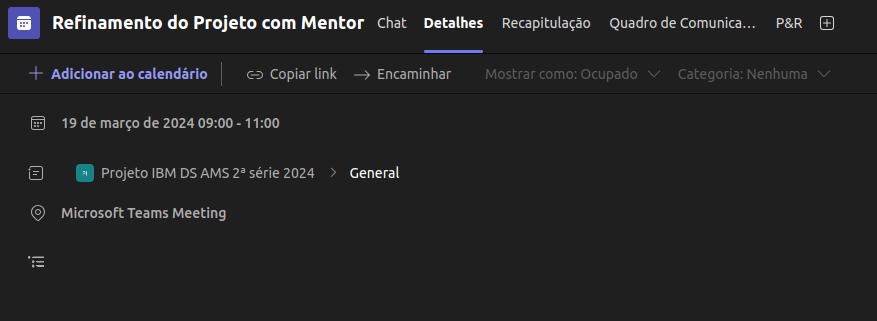 Refinamento do Projeto com Mentor Chat Detalhes Recapitulação Quadro de Comunica... P&R
Adicionar ao calendário Copiar link Encaminhar Mostrar como: Ocupado Categoria: Nenhuma
19 de março de 2024 09:00 - 11:00
Projeto IBM DS AMS 2ª série 2024 > General
Microsoft Teams Meeting